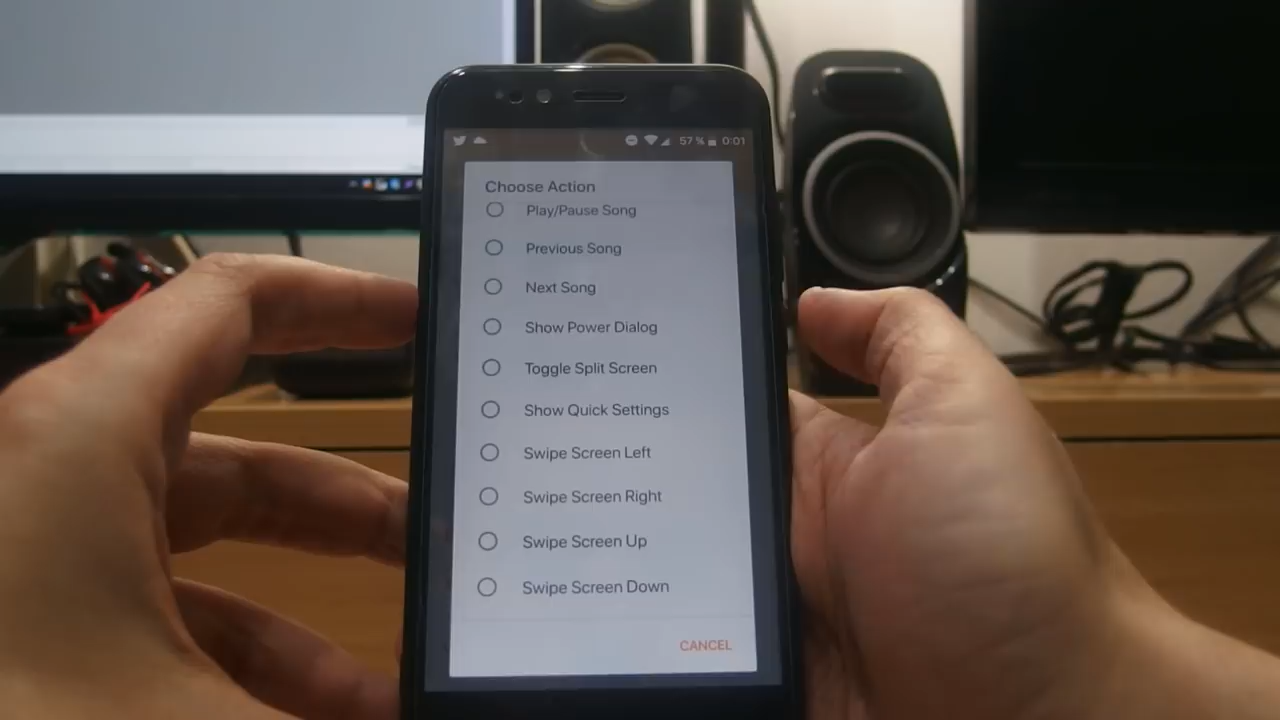 57 % 0:01
Choose Action
Play/Pause Song
Previous Song
Next Song
Show Power Dialog
Toggle Split Screen
Show Quick Settings
Swipe Screen Left
Swipe Screen Right
Swipe Screen Up
Swipe Screen Down
CANCEL